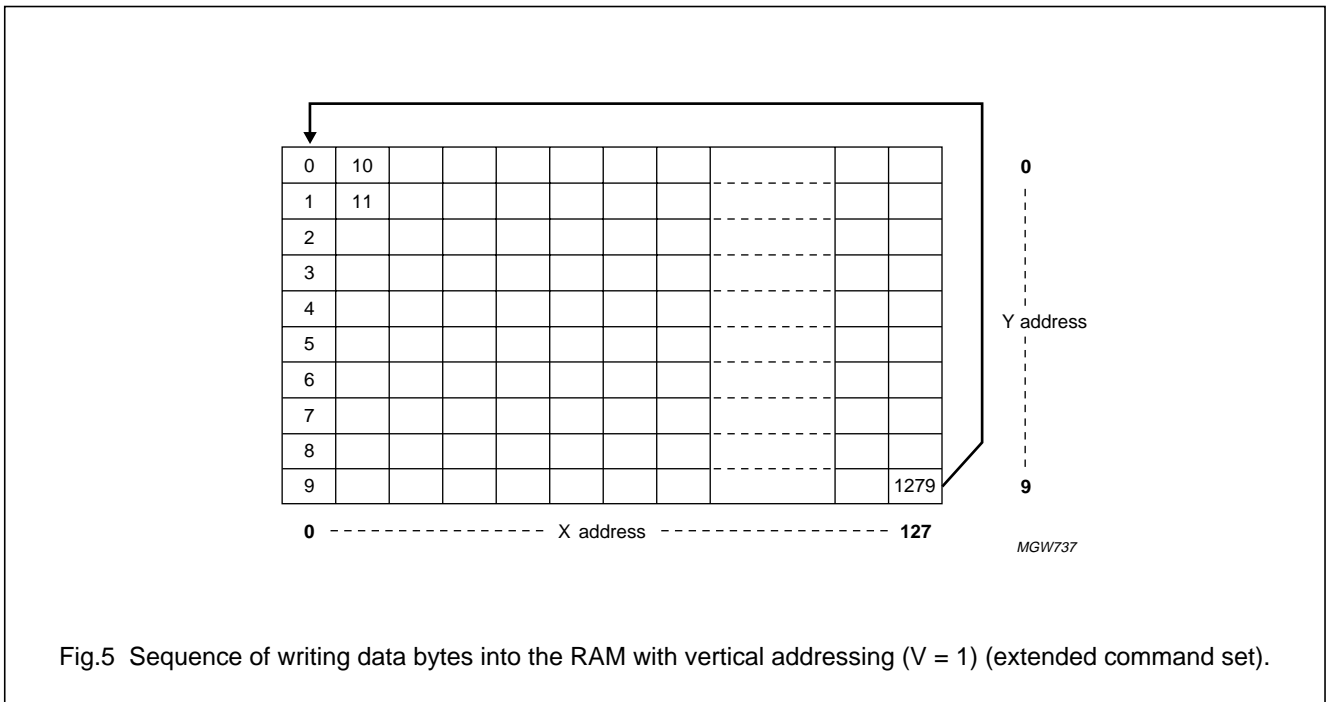 0 10 0
1 11
2
3
4
Y address
5
6
7
8
9 1279 9
0 X address 127
MGW737
Fig.5 Sequence of writing data bytes into the RAM with vertical addressing (V = 1) (extended command set).